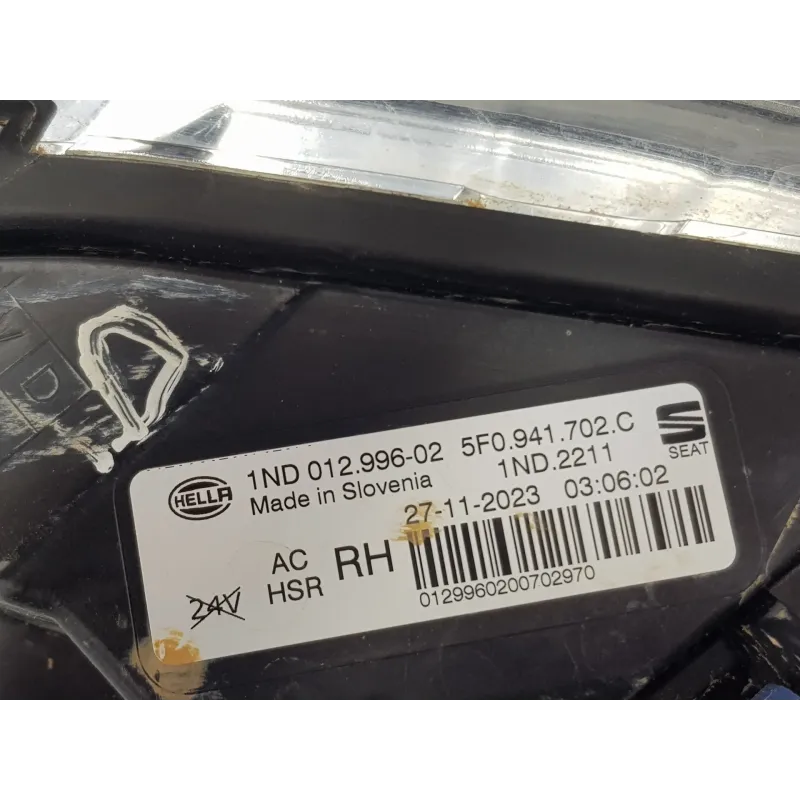 1ND 012.996-02 5F0.941.702.C
HELLA
Made in Slovenia 1ND.2211
SEAT
27-11-2023 03:06:02
AC
RH
24V
HSR
0129960200702970
D